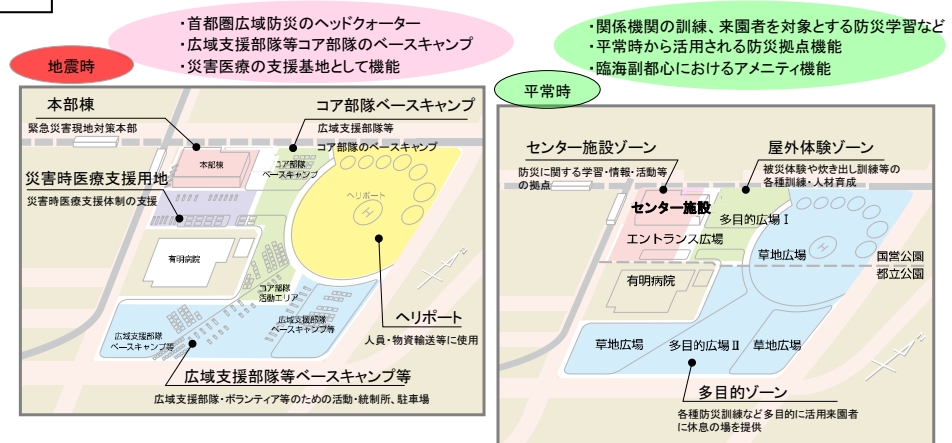 ・首都圏広域防災のヘッドクォーター
・広域支援部隊等コア部隊のベースキャンプ
・災害医療の支援基地として機能
地震時
本部棟
緊急災害現地対策本部
コア部隊ベースキャンプ
広域支援部隊等
コア部隊のベースキャンプ
本部棟
コア部隊
ベースキャンプ
災害時医療支援用地
災害時医療支援体制の支援
ヘリポート
H
有明病院
コア部隊
活動エリア
広域支援部隊
ベースキャンプ等
広域支援部隊
ベースキャンプ等
ヘリポート
人員・物資輸送等に使用
広域支援部隊等ベースキャンプ等
広域支援部隊・ボランティア等のための活動・統制所、駐車場
・関係機関の訓練、来園者を対象とする防災学習など
・平常時から活用される防災拠点機能
・臨海副都心におけるアメニティ機能
平常時
センター施設ゾーン
防災に関する学習・情報・活動等
の拠点
屋外体験ゾーン
被災体験や炊き出し訓練等の
各種訓練・人材育成
センター施設
多目的広場Ⅰ
エントランス広場
H
草地広場
国営公園
都立公園
有明病院
草地広場
多目的広場Ⅱ
草地広場
多目的ゾーン
各種防災訓練など多目的に活用来園者
に休息の場を提供